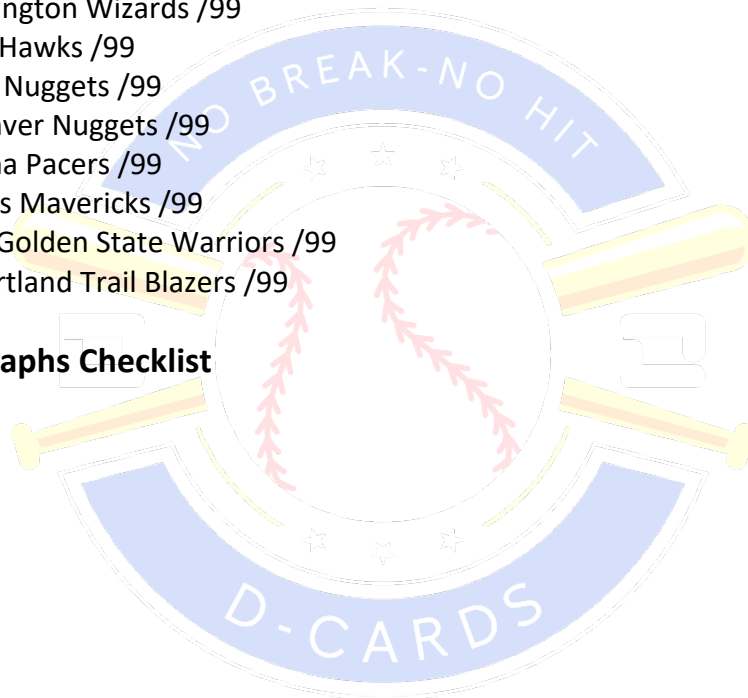 ington Wizards /99
Hawks /99
Nuggets /99
ver Nuggets /99
a Pacers /99
s Mavericks /99
Golden State Warriors /99
rtland Trail Blazers /99
aphs Checklist
NO BREAK-NO HIT
D-CARDS